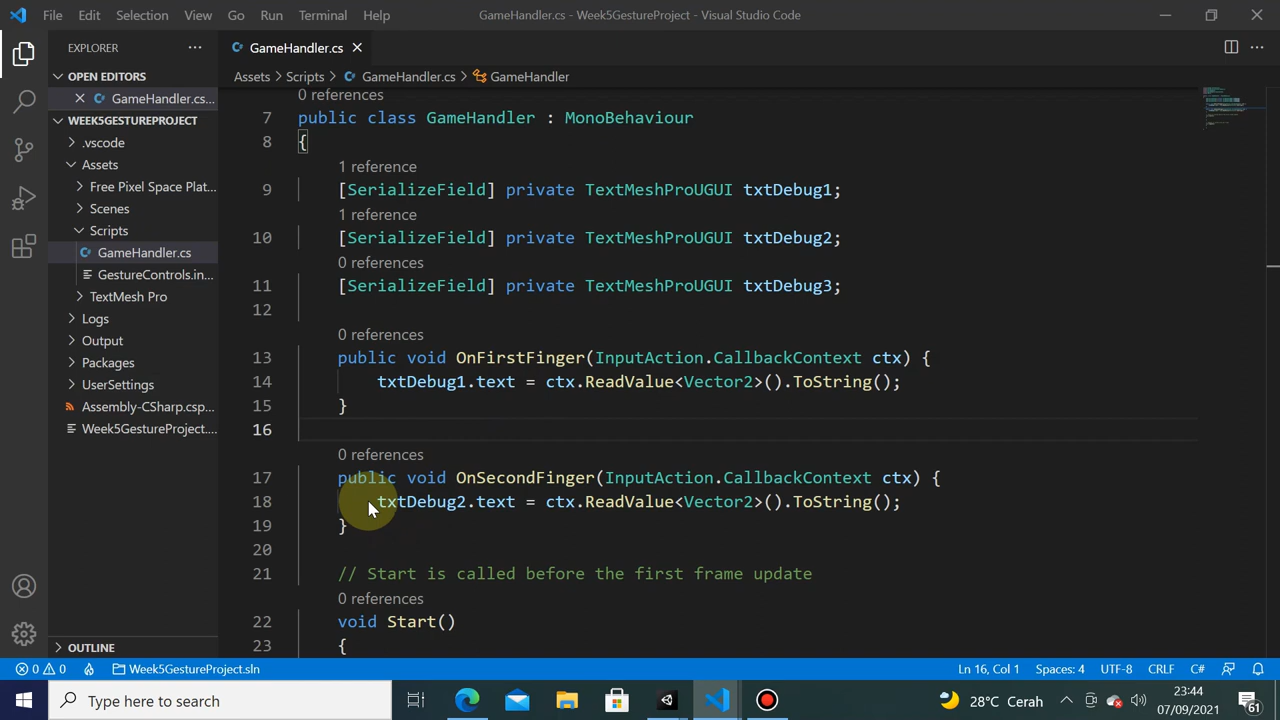 File Edit Selection View Go Run Terminal Help GameHandler.cs - Week5GestureProject - Visual Studio Code
EXPLORER
GameHandler.cs
OPEN EDITORS
Assets > Scripts > GameHandler.cs > GameHandler
GameHandler.cs...
WEEK5GESTUREPROJECT
.vscode
Assets
Free Pixel Space Plat...
Scenes
Scripts
GameHandler.cs
GestureControls.in...
TextMesh Pro
Logs
Output
Packages
UserSettings
Assembly-CSharp.csp...
Week5GestureProject....
OUTLINE
0 references
7 public class GameHandler : MonoBehaviour
8 {
1 reference
9 [SerializeField] private TextMeshProUGUI txtDebug1;
1 reference
10 [SerializeField] private TextMeshProUGUI txtDebug2;
0 references
11 [SerializeField] private TextMeshProUGUI txtDebug3;
12
0 references
13 public void OnFirstFinger(InputAction.CallbackContext ctx) {
14 txtDebug1.text = ctx.ReadValue<Vector2>().ToString();
15 }
16
0 references
17 public void OnSecondFinger(InputAction.CallbackContext ctx) {
18 txtDebug2.text = ctx.ReadValue<Vector2>().ToString();
19 }
20
21 // Start is called before the first frame update
0 references
22 void Start()
23 {
0 0 Week5GestureProject.sln Ln 16, Col 1 Spaces: 4 UTF-8 CRLF C#
Type here to search 28°C Cerah 23:44
07/09/2021
61